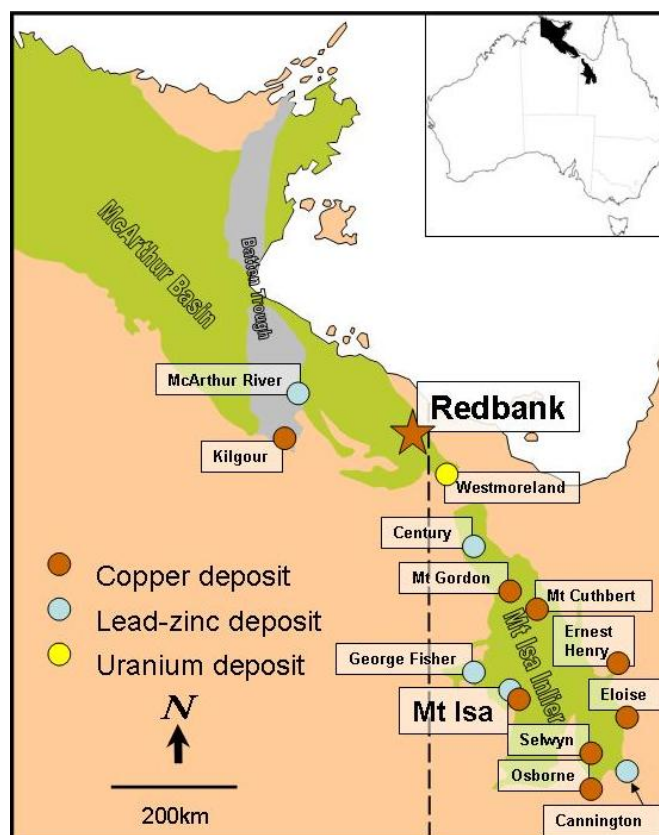 McArthur Basin
Batten Trough
McArthur River
Redbank
Kilgour
Westmoreland
Century
Copper deposit
Mt Gordon
Mt Cuthbert
Lead-zinc deposit
Ernest
Henry
Mt Isa Inlier
George Fisher
Uranium deposit
Eloise
N
Mt Isa
Selwyn
Osborne
200km
Cannington